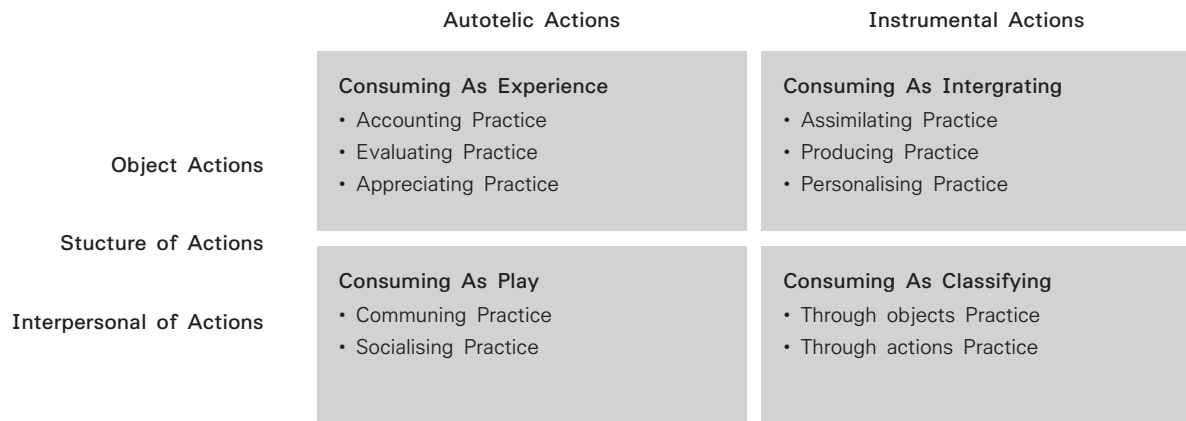 Autotelic Actions
Instrumental Actions
Object Actions
Consuming As Experience
• Accounting Practice
• Evaluating Practice
• Appreciating Practice
Consuming As Intergrating
• Assimilating Practice
• Producing Practice
• Personalising Practice
Stucture of Actions
Interpersonal of Actions
Consuming As Play
• Communing Practice
• Socialising Practice
Consuming As Classifying
• Through objects Practice
• Through actions Practice